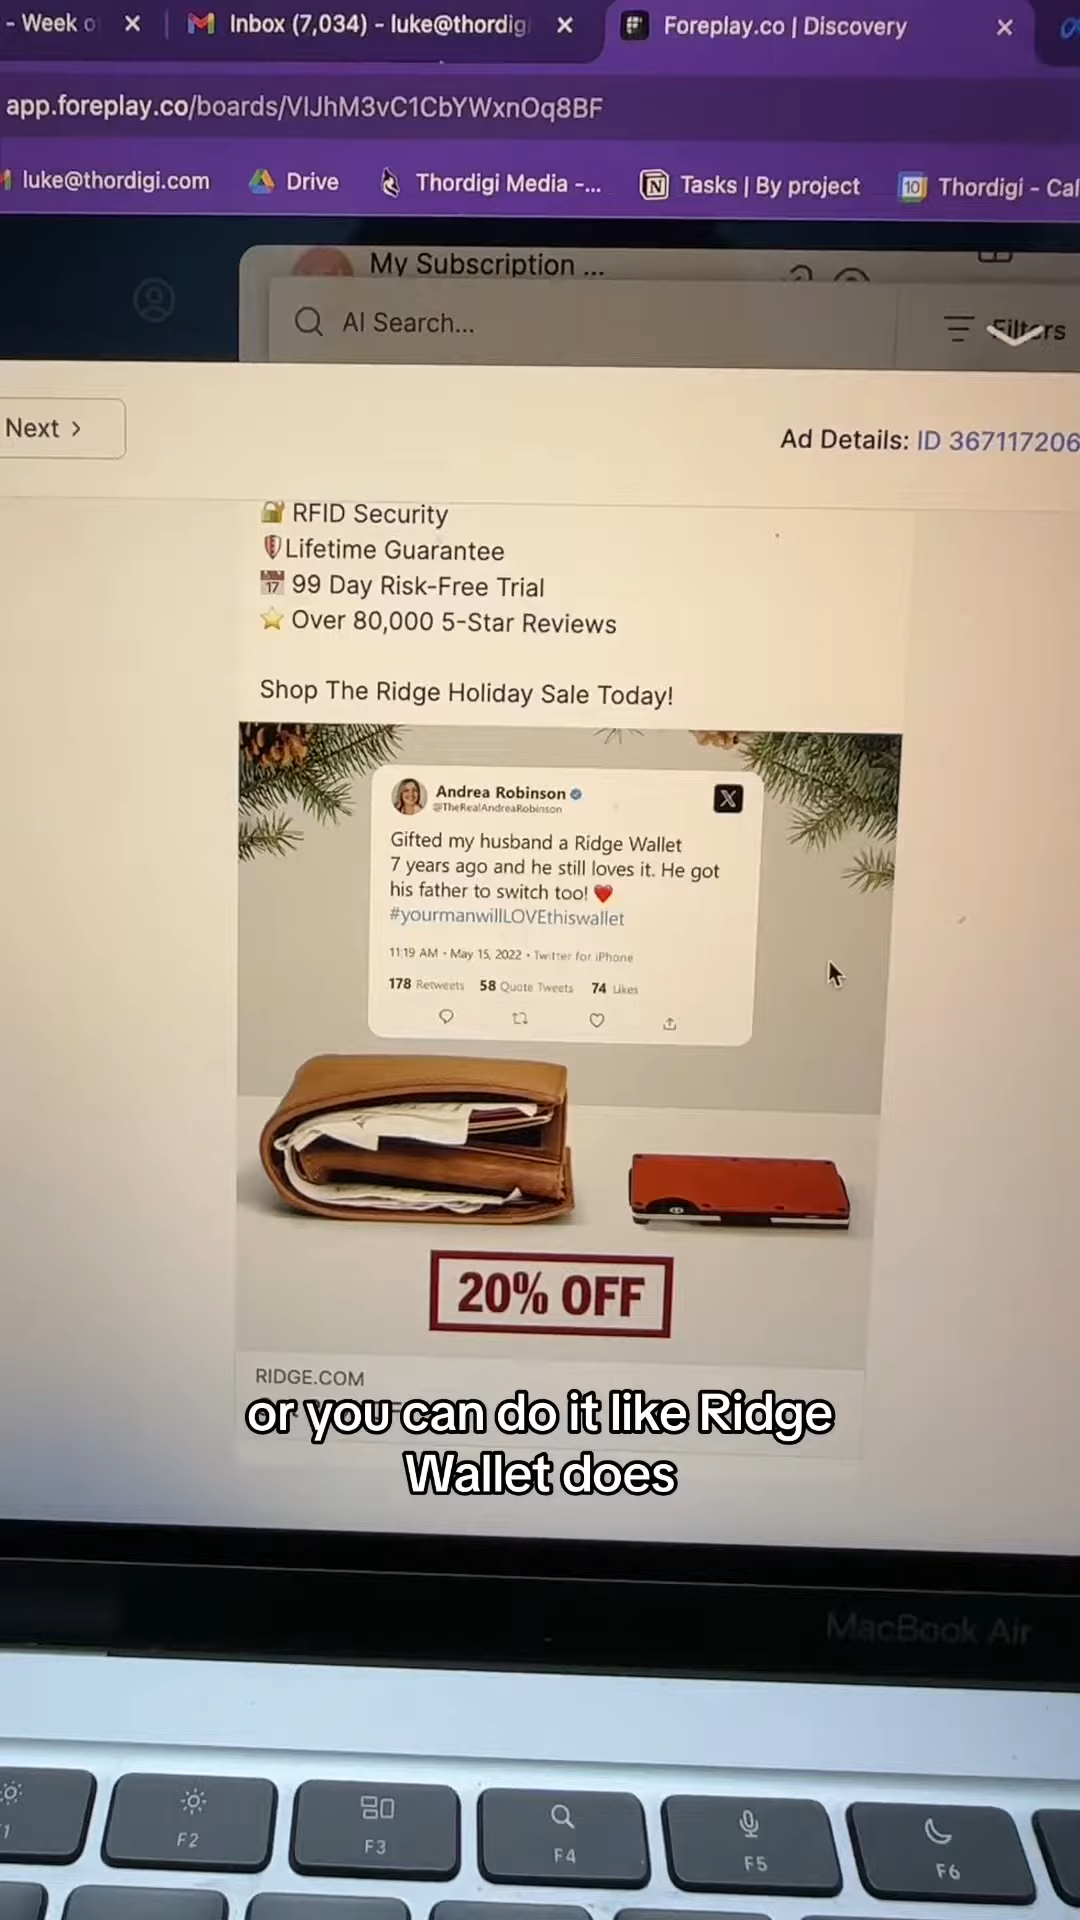 - Week o
Inbox (7,034) - luke@thordig
Foreplay.co | Discovery
app.foreplay.co/boards/VIJhM3vC1CbYWxnOq8BF
luke@thordigi.com
Drive
Thordigi Media -...
Tasks | By project
10
Thordigi - Cal
My Subscription ...
AI Search...
Filters
Next >
Ad Details: ID 367117206
RFID Security
Lifetime Guarantee
17 99 Day Risk-Free Trial
Over 80,000 5-Star Reviews
Shop The Ridge Holiday Sale Today!
Andrea Robinson
@TheRealAndreaRobinson
X
Gifted my husband a Ridge Wallet
7 years ago and he still loves it. He got
his father to switch too! ❤️
#yourmanwillLOVEthiswallet
11:19 AM · May 15, 2022 · Twitter for iPhone
178 Retweets 58 Quote Tweets 74 Likes
20% OFF
RIDGE.COM
or you can do it like Ridge
Wallet does
MacBook Air
F2
F3
F4
F5
F6